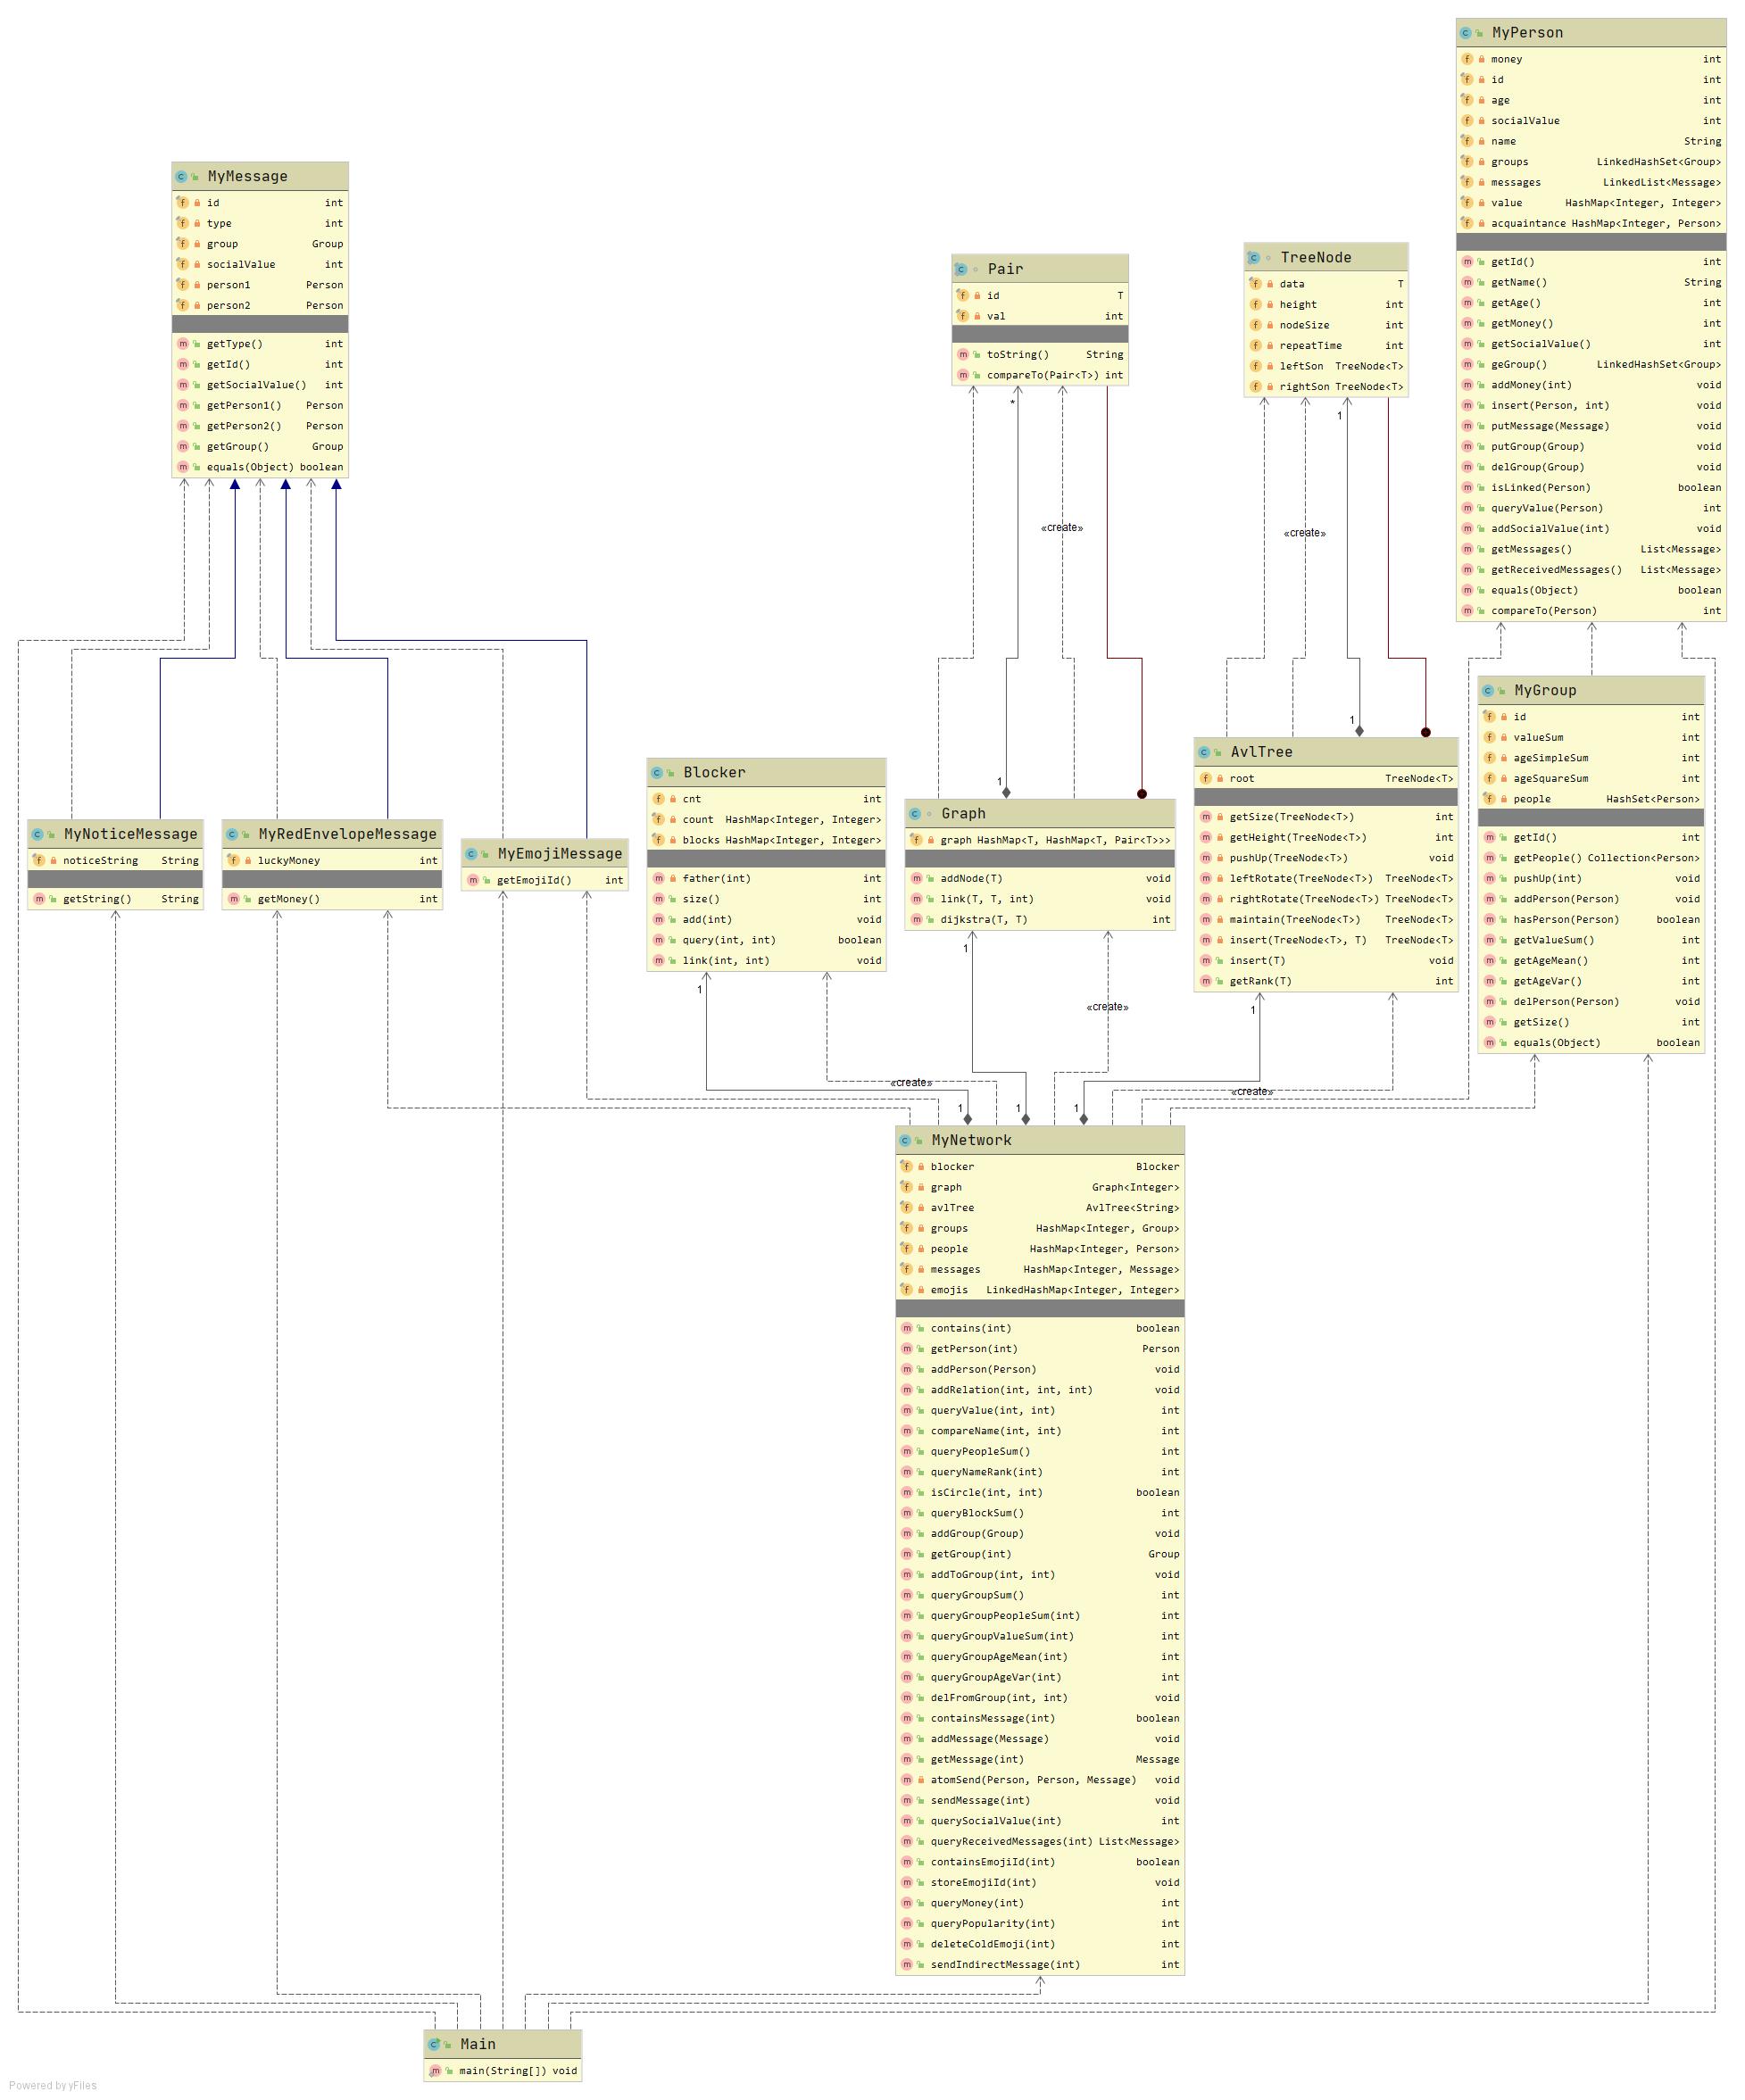 MyPerson
money int
id int
age int
socialValue int
name String
groups LinkedHashSet<Group>
messages LinkedList<Message>
value HashMap<Integer, Integer>
acquaintance HashMap<Integer, Person>
getId() int
getName() String
getAge() int
getMoney() int
getSocialValue() int
geGroup() LinkedHashSet<Group>
addMoney(int) void
insert(Person, int) void
putMessage(Message) void
putGroup(Group) void
delGroup(Group) void
isLinked(Person) boolean
queryValue(Person) int
addSocialValue(int) void
getMessages() List<Message>
getReceivedMessages() List<Message>
equals(Object) boolean
compareTo(Person) int
MyMessage
id int
type int
group Group
socialValue int
person1 Person
person2 Person
getType() int
getId() int
getSocialValue() int
getPerson1() Person
getPerson2() Person
getGroup() Group
equals(Object) boolean
Pair
id T
val int
toString() String
compareTo(Pair<T>) int
*
«create»
1
TreeNode
data T
height int
nodeSize int
repeatTime int
leftSon TreeNode<T>
rightSon TreeNode<T>
1
«create»
1
MyGroup
id int
valueSum int
ageSimpleSum int
ageSquareSum int
people HashSet<Person>
getId() int
getPeople() Collection<Person>
pushUp(int) void
addPerson(Person) void
hasPerson(Person) boolean
getValueSum() int
getAgeMean() int
getAgeVar() int
delPerson(Person) void
getSize() int
equals(Object) boolean
AvlTree
root TreeNode<T>
getSize(TreeNode<T>) int
getHeight(TreeNode<T>) int
pushUp(TreeNode<T>) void
leftRotate(TreeNode<T>) TreeNode<T>
rightRotate(TreeNode<T>) TreeNode<T>
maintain(TreeNode<T>) TreeNode<T>
insert(TreeNode<T>, T) TreeNode<T>
insert(T) void
getRank(T) int
Blocker
cnt int
count HashMap<Integer, Integer>
blocks HashMap<Integer, Integer>
father(int) int
size() int
add(int) void
query(int, int) boolean
link(int, int) void
Graph
graph HashMap<T, HashMap<T, Pair<T>>>
addNode(T) void
link(T, T, int) void
dijkstra(T, T) int
MyNoticeMessage
noticeString String
getString() String
MyRedEnvelopeMessage
luckyMoney int
getMoney() int
MyEmojiMessage
getEmojiId() int
1
1
«create»
1
«create»
«create»
1
1
1
MyNetwork
blocker Blocker
graph Graph<Integer>
avlTree AvlTree<String>
groups HashMap<Integer, Group>
people HashMap<Integer, Person>
messages HashMap<Integer, Message>
emojis LinkedHashMap<Integer, Integer>
contains(int) boolean
getPerson(int) Person
addPerson(Person) void
addRelation(int, int, int) void
queryValue(int, int) int
compareName(int, int) int
queryPeopleSum() int
queryNameRank(int) int
isCircle(int, int) boolean
queryBlockSum() int
addGroup(Group) void
getGroup(int) Group
addToGroup(int, int) void
queryGroupSum() int
queryGroupPeopleSum(int) int
queryGroupValueSum(int) int
queryGroupAgeMean(int) int
queryGroupAgeVar(int) int
delFromGroup(int, int) void
containsMessage(int) boolean
addMessage(Message) void
getMessage(int) Message
atomSend(Person, Person, Message) void
sendMessage(int) void
querySocialValue(int) int
queryReceivedMessages(int) List<Message>
containsEmojiId(int) boolean
storeEmojiId(int) void
queryMoney(int) int
queryPopularity(int) int
deleteColdEmoji(int) int
sendIndirectMessage(int) int
Main
main(String[]) void
Powered by yFiles